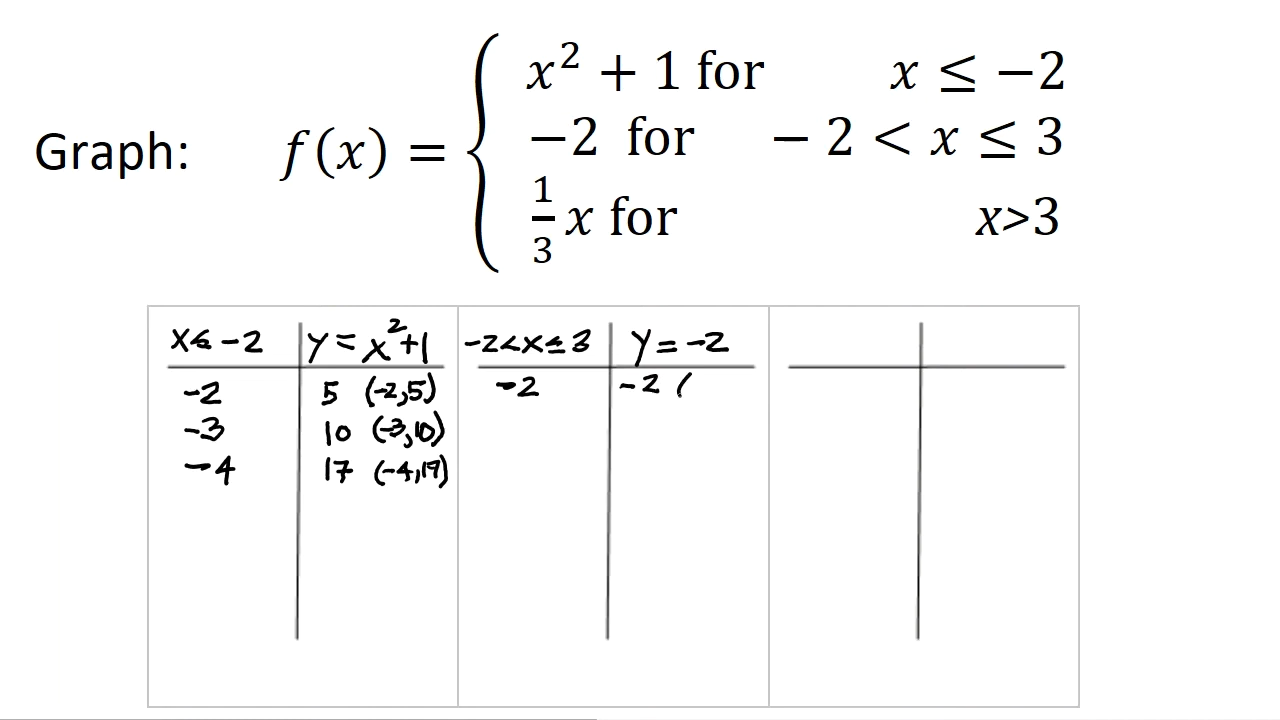 Graph: f(x) = { x² + 1 for x ≤ −2
−2 for − 2 < x ≤ 3
1/3 x for x>3
x ≤ -2 | y = x²+1
-2 | 5 (-2,5)
-3 | 10 (-3,10)
-4 | 17 (-4,17)
-2<x≤3 | y = -2
-2 | -2 (